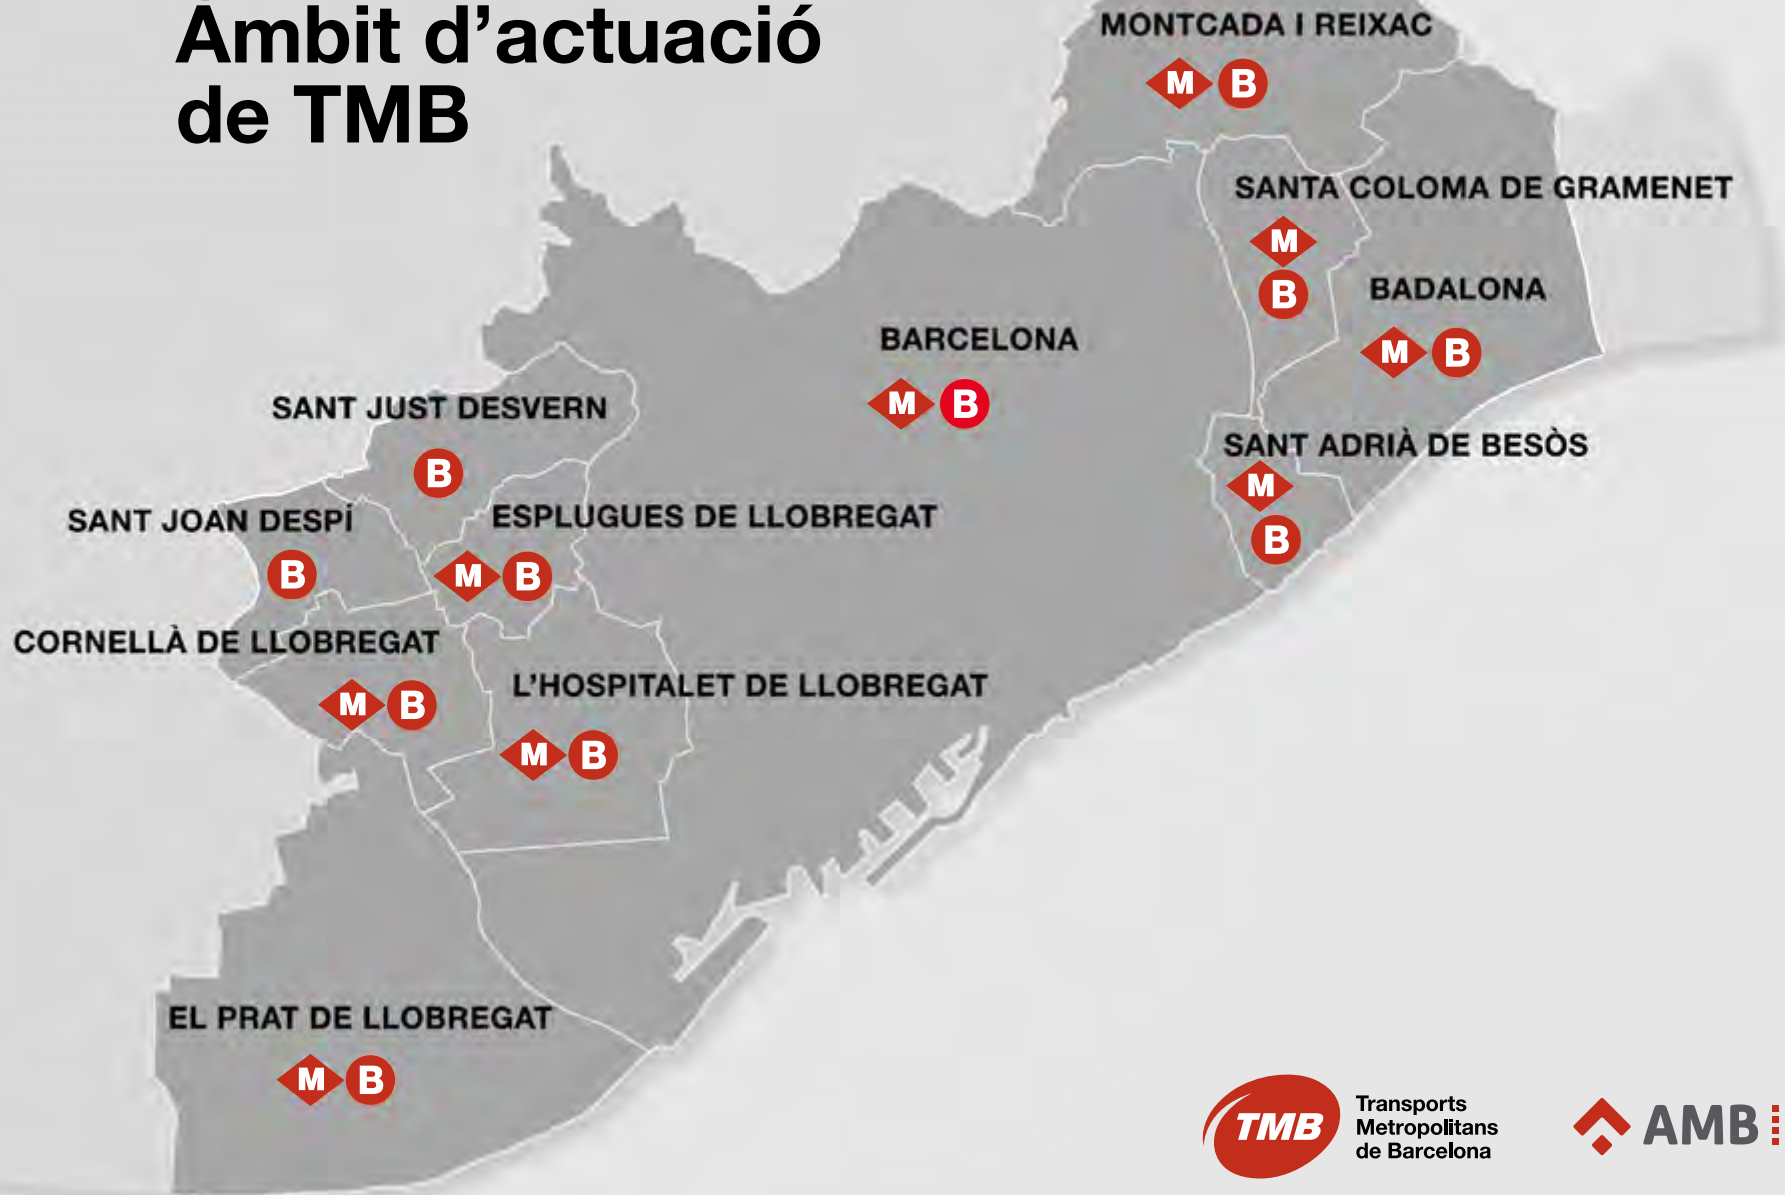 Àmbit d’actuació
de TMB
MONTCADA I REIXAC
M B
SANTA COLOMA DE GRAMENET
M
B
BADALONA
M B
BARCELONA
M B
SANT ADRIÀ DE BESÒS
M
B
SANT JUST DESVERN
B
SANT JOAN DESPÍ
B
ESPLUGUES DE LLOBREGAT
M B
CORNELLÀ DE LLOBREGAT
M B
L'HOSPITALET DE LLOBREGAT
M B
EL PRAT DE LLOBREGAT
M B
TMB
Transports
Metropolitans
de Barcelona
AMB